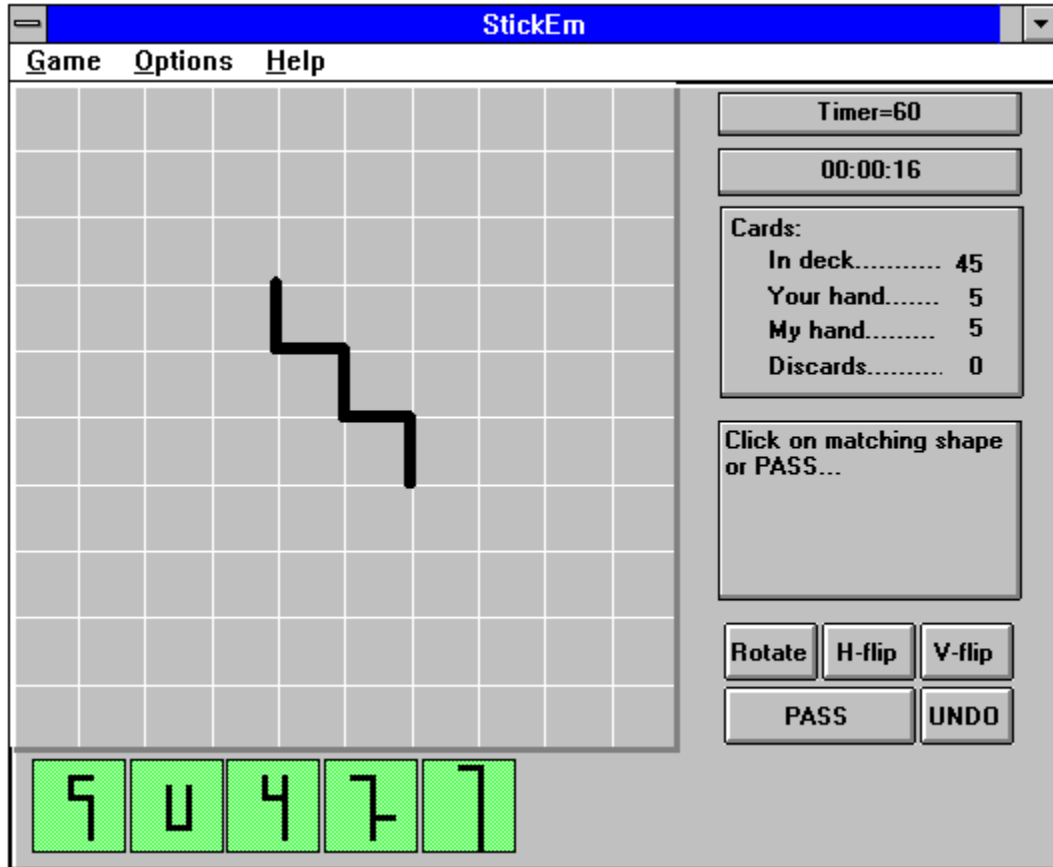 StickEm
Game Options Help
Timer=60
00:00:16
Cards:
In deck........... 45
Your hand....... 5
My hand......... 5
Discards.......... 0
Click on matching shape
or PASS...
Rotate H-flip V-flip
PASS UNDO